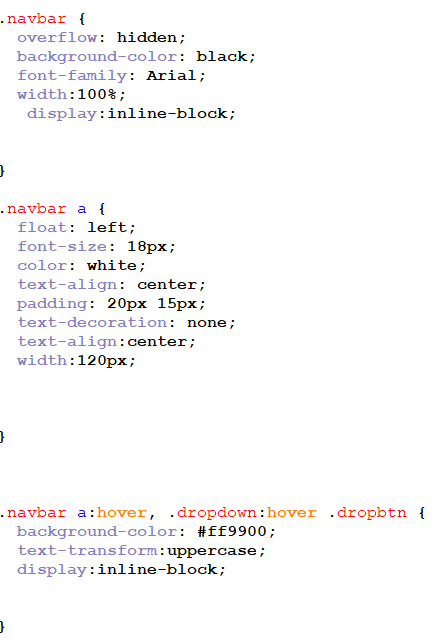 .navbar {
overflow: hidden;
background-color: black;
font-family: Arial;
width:100%;
display:inline-block;
}
.navbar a {
float: left;
font-size: 18px;
color: white;
text-align: center;
padding: 20px 15px;
text-decoration: none;
text-align:center;
width:120px;
}
.navbar a:hover, .dropdown:hover .dropbtn {
background-color: #ff9900;
text-transform:uppercase;
display:inline-block;
}